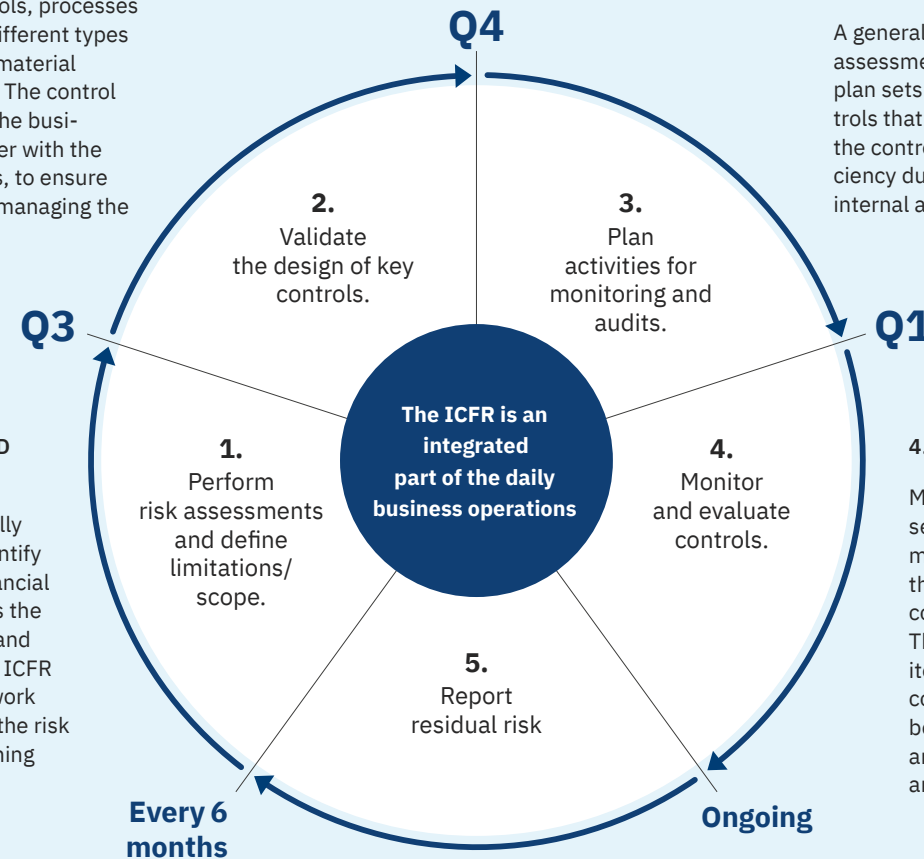 ols, processes
ifferent types
material
The control
he busi-
er with the
s, to ensure
managing the
Q4
A general
assessme
plan sets
trols that
the contro
ciency du
internal a
2.
Validate
the design of key
controls.
3.
Plan
activities for
monitoring and
audits.
Q3
Q1
The ICFR is an
integrated
part of the daily
business operations
1.
Perform
risk assessments
and define
limitations/
scope.
4.
Monitor
and evaluate
controls.
5.
Report
residual risk
D
lly
ntify
ancial
s the
and
ICFR
work
the risk
ning
4.
M
se
m
th
co
Th
ite
co
be
an
an
Every 6
months
Ongoing